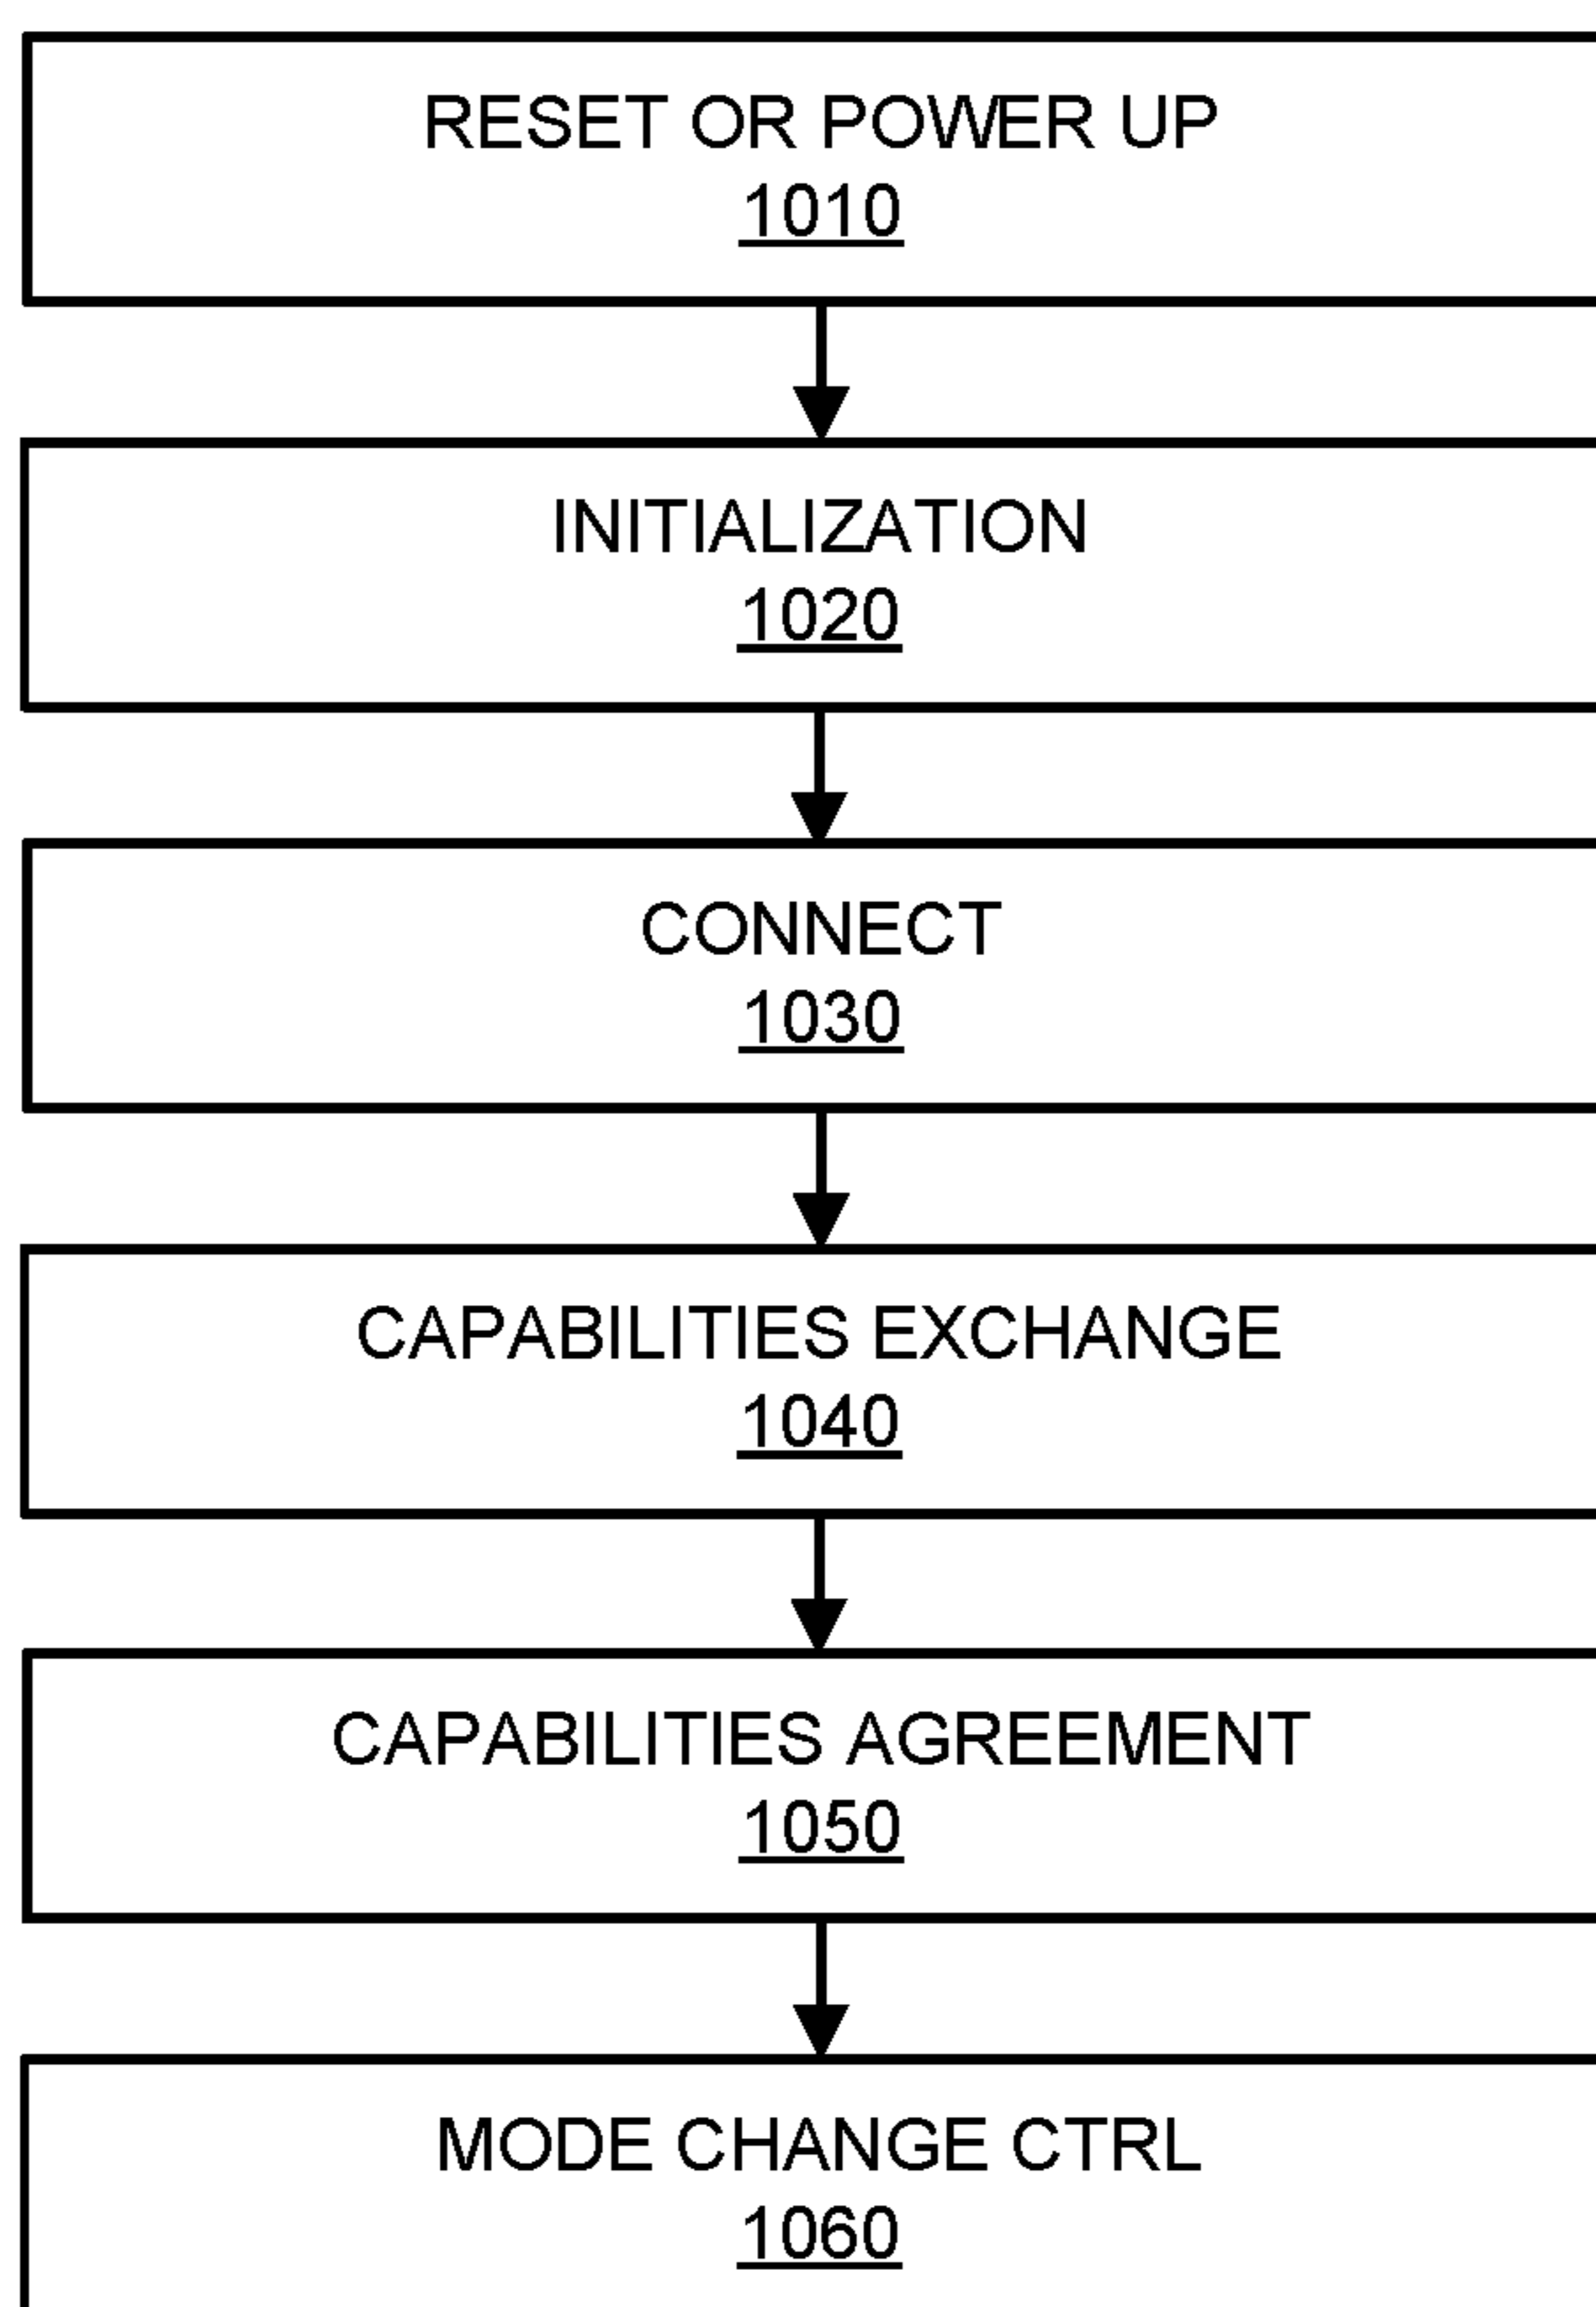 RESET OR POWER UP
1010
INITIALIZATION
1020
CONNECT
1030
CAPABILITIES EXCHANGE
1040
CAPABILITIES AGREEMENT
1050
MODE CHANGE CTRL
1060